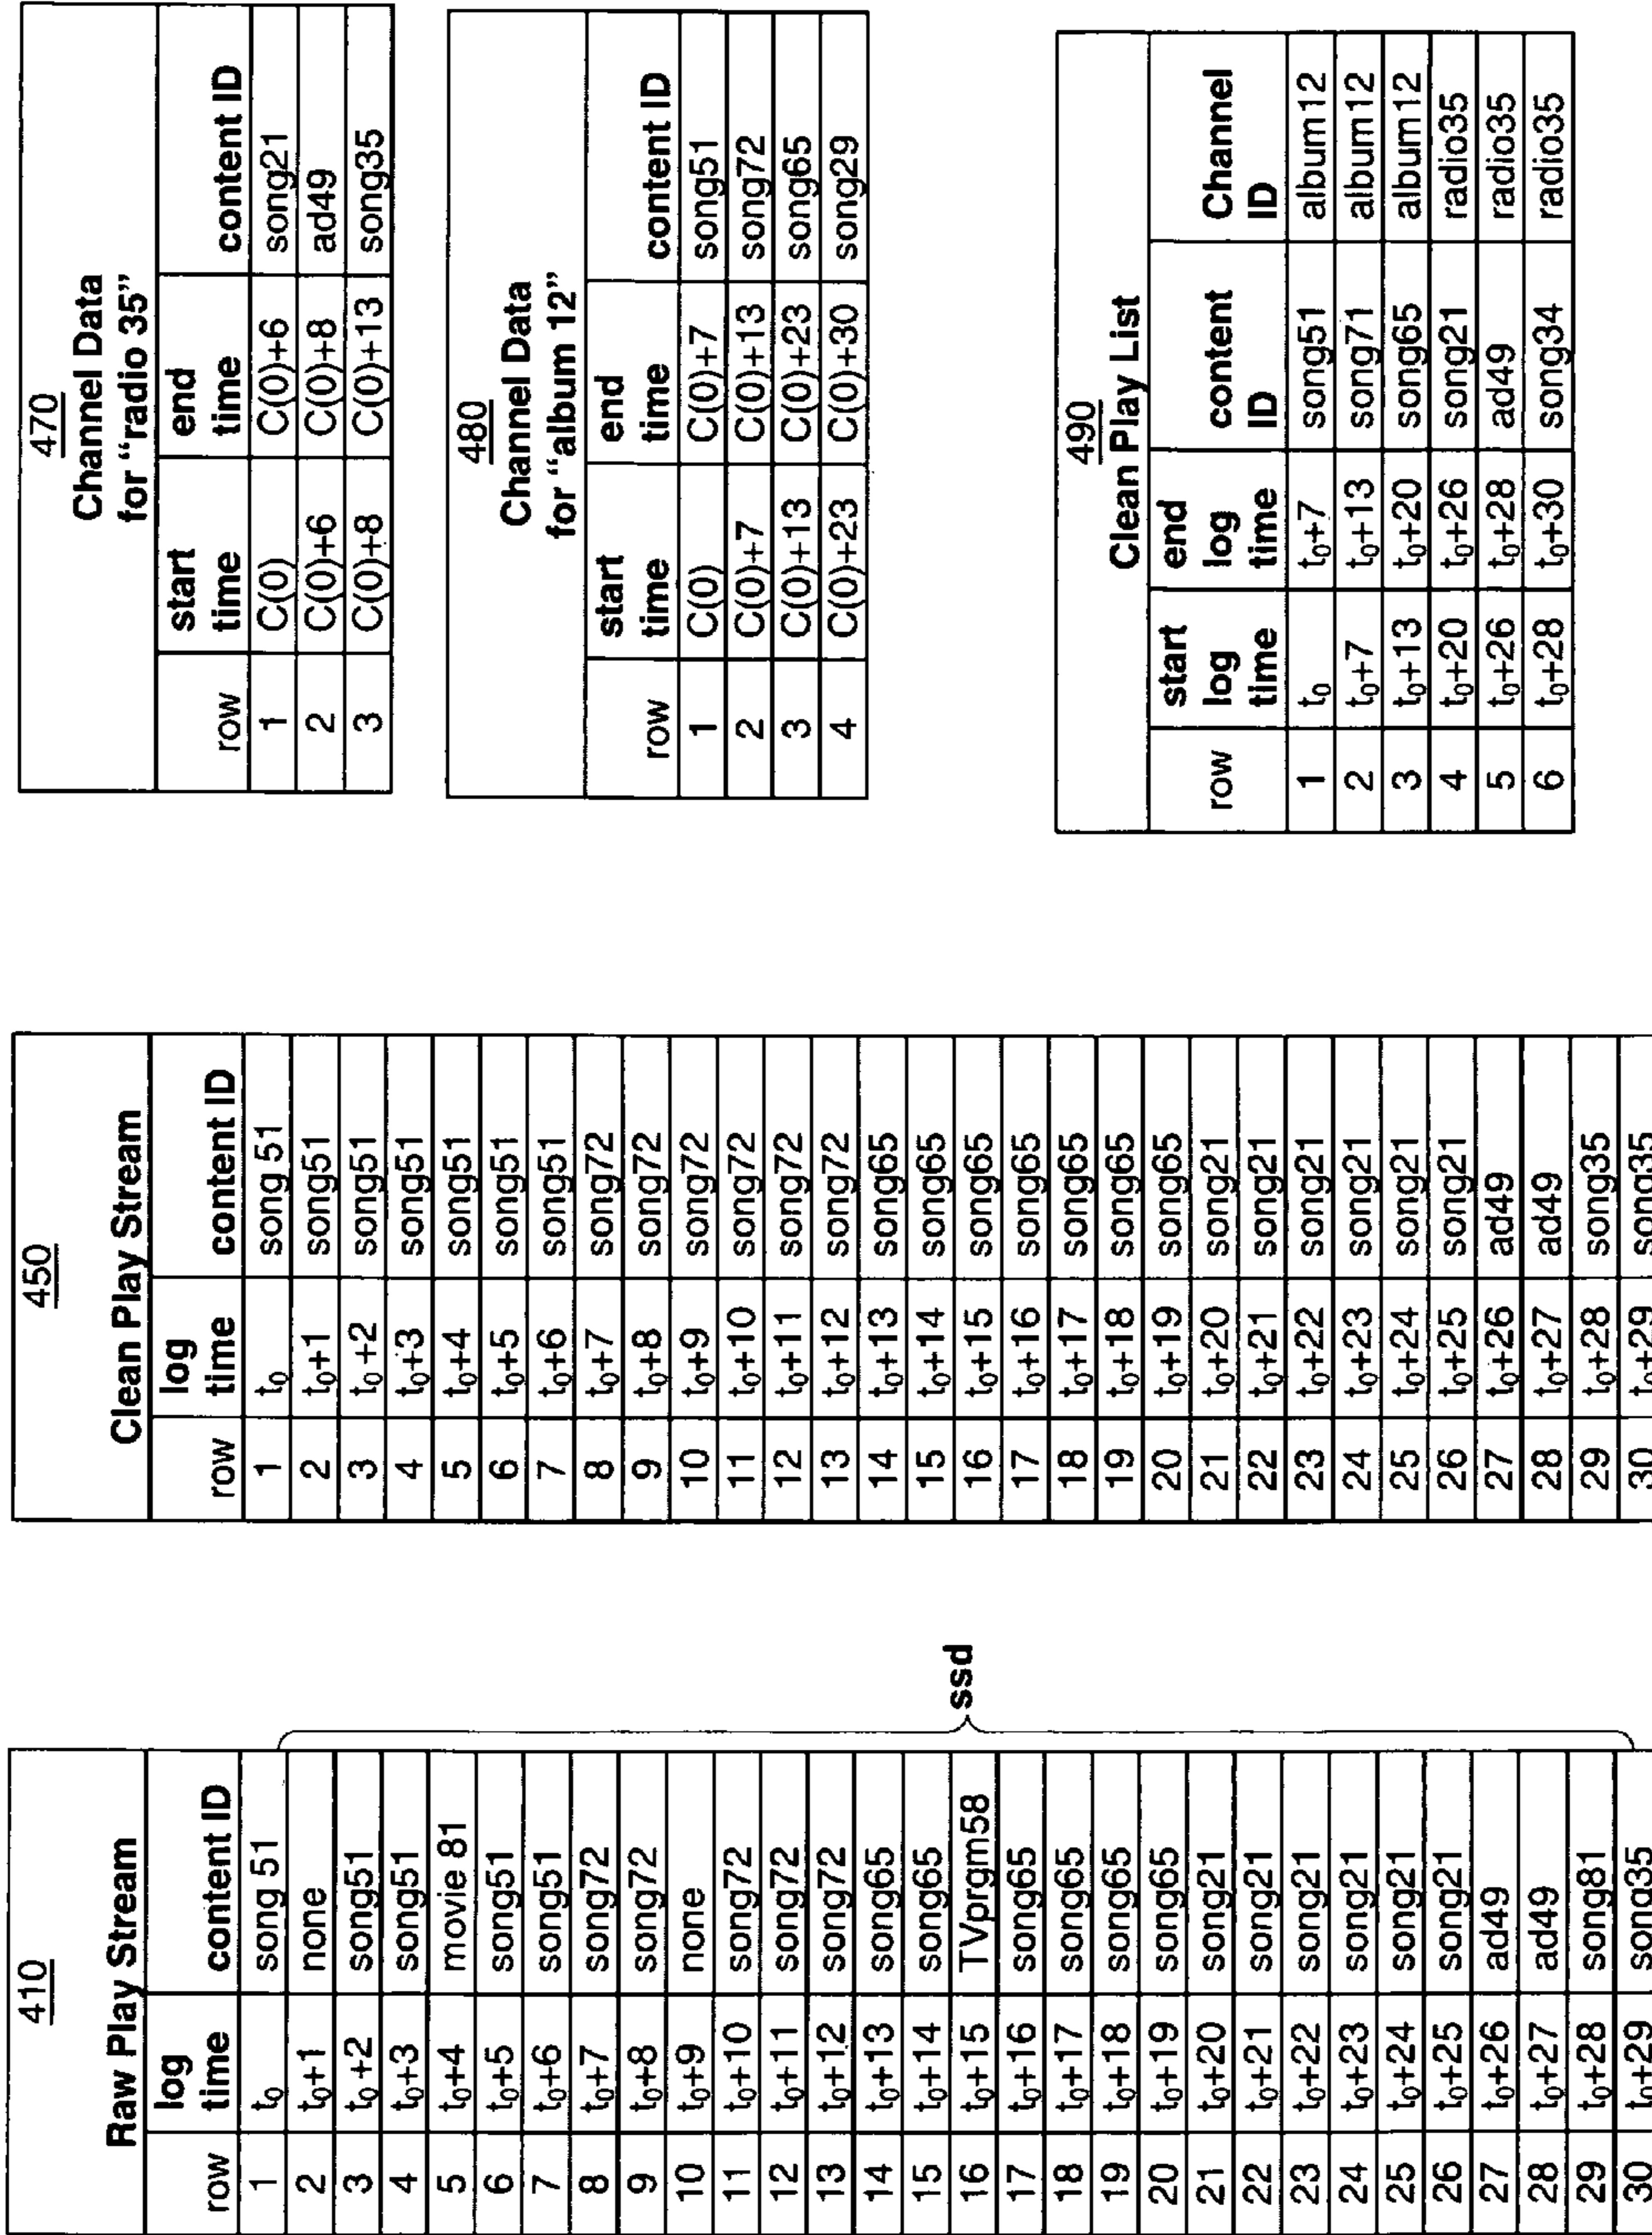 410
Raw Play Stream
row log time content ID
1 t0 song 51
2 t0+1 none
3 t0+2 song51
4 t0+3 song51
5 t0+4 movie 81
6 t0+5 song51
7 t0+6 song51
8 t0+7 song72
9 t0+8 song72
10 t0+9 none
11 t0+10 song72
12 t0+11 song72
13 t0+12 song72
14 t0+13 song65
15 t0+14 song65
16 t0+15 TVprgm58
17 t0+16 song65
18 t0+17 song65
19 t0+18 song65
20 t0+19 song65
21 t0+20 song21
22 t0+21 song21
23 t0+22 song21
24 t0+23 song21
25 t0+24 song21
26 t0+25 song21
27 t0+26 ad49
28 t0+27 ad49
29 t0+28 song81
30 t0+29 song35
ssd
450
Clean Play Stream
row log time content ID
1 t0 song 51
2 t0+1 song51
3 t0+2 song51
4 t0+3 song51
5 t0+4 song51
6 t0+5 song51
7 t0+6 song51
8 t0+7 song72
9 t0+8 song72
10 t0+9 song72
11 t0+10 song72
12 t0+11 song72
13 t0+12 song72
14 t0+13 song65
15 t0+14 song65
16 t0+15 song65
17 t0+16 song65
18 t0+17 song65
19 t0+18 song65
20 t0+19 song65
21 t0+20 song21
22 t0+21 song21
23 t0+22 song21
24 t0+23 song21
25 t0+24 song21
26 t0+25 song21
27 t0+26 ad49
28 t0+27 ad49
29 t0+28 song35
30 t0+29 song35
470
Channel Data
for “radio 35”
row start time end time content ID
1 C(0) C(0)+6 song21
2 C(0)+6 C(0)+8 ad49
3 C(0)+8 C(0)+13 song35
480
Channel Data
for “album 12”
row start time end time content ID
1 C(0) C(0)+7 song51
2 C(0)+7 C(0)+13 song72
3 C(0)+13 C(0)+23 song65
4 C(0)+23 C(0)+30 song29
490
Clean Play List
row start log time end log time content ID Channel ID
1 t0 t0+7 song51 album12
2 t0+7 t0+13 song71 album12
3 t0+13 t0+20 song65 album12
4 t0+20 t0+26 song21 radio35
5 t0+26 t0+28 ad49 radio35
6 t0+28 t0+30 song34 radio35